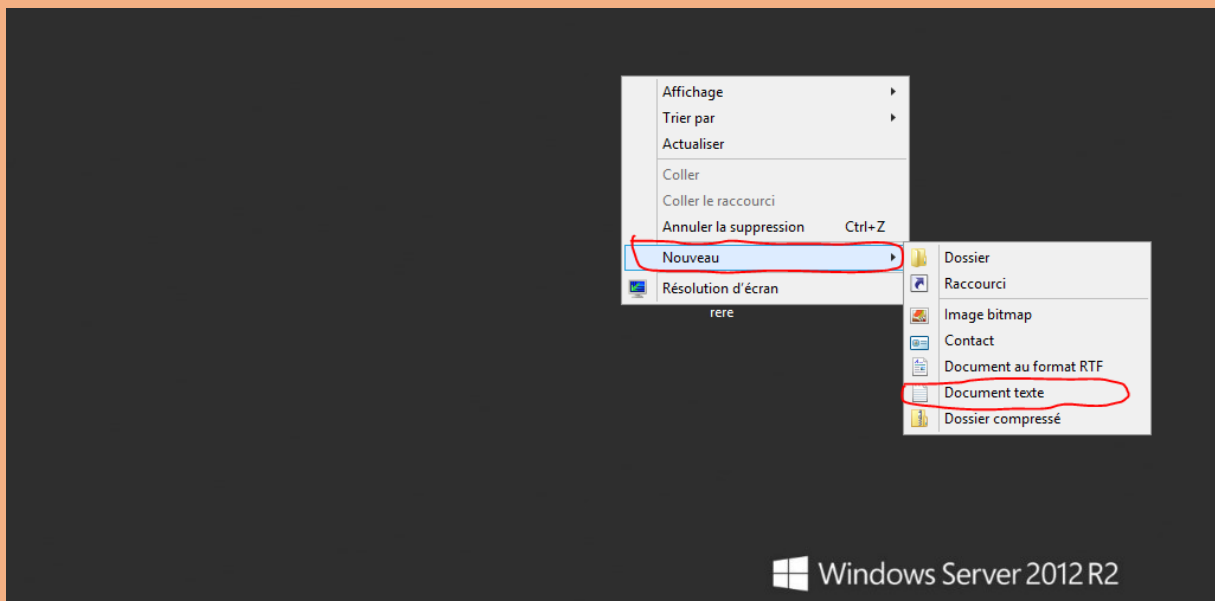 Affichage
Trier par
Actualiser
Coller
Coller le raccourci
Annuler la suppression Ctrl+Z
Nouveau
Résolution d'écran
rere
Dossier
Raccourci
Image bitmap
Contact
Document au format RTF
Document texte
Dossier compressé
Windows Server 2012 R2